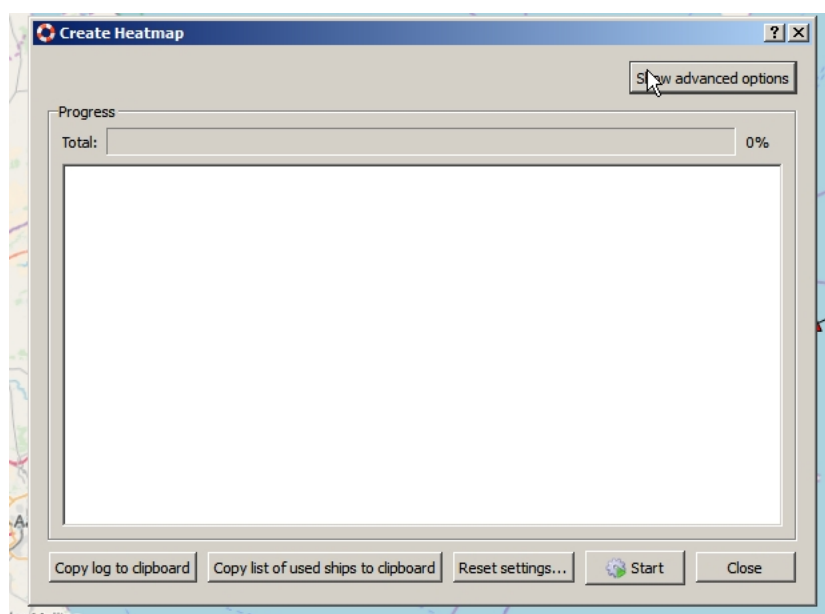 Create Heatmap
Show advanced options
Progress
Total:
0%
Copy log to clipboard
Copy list of used ships to clipboard
Reset settings...
Start
Close